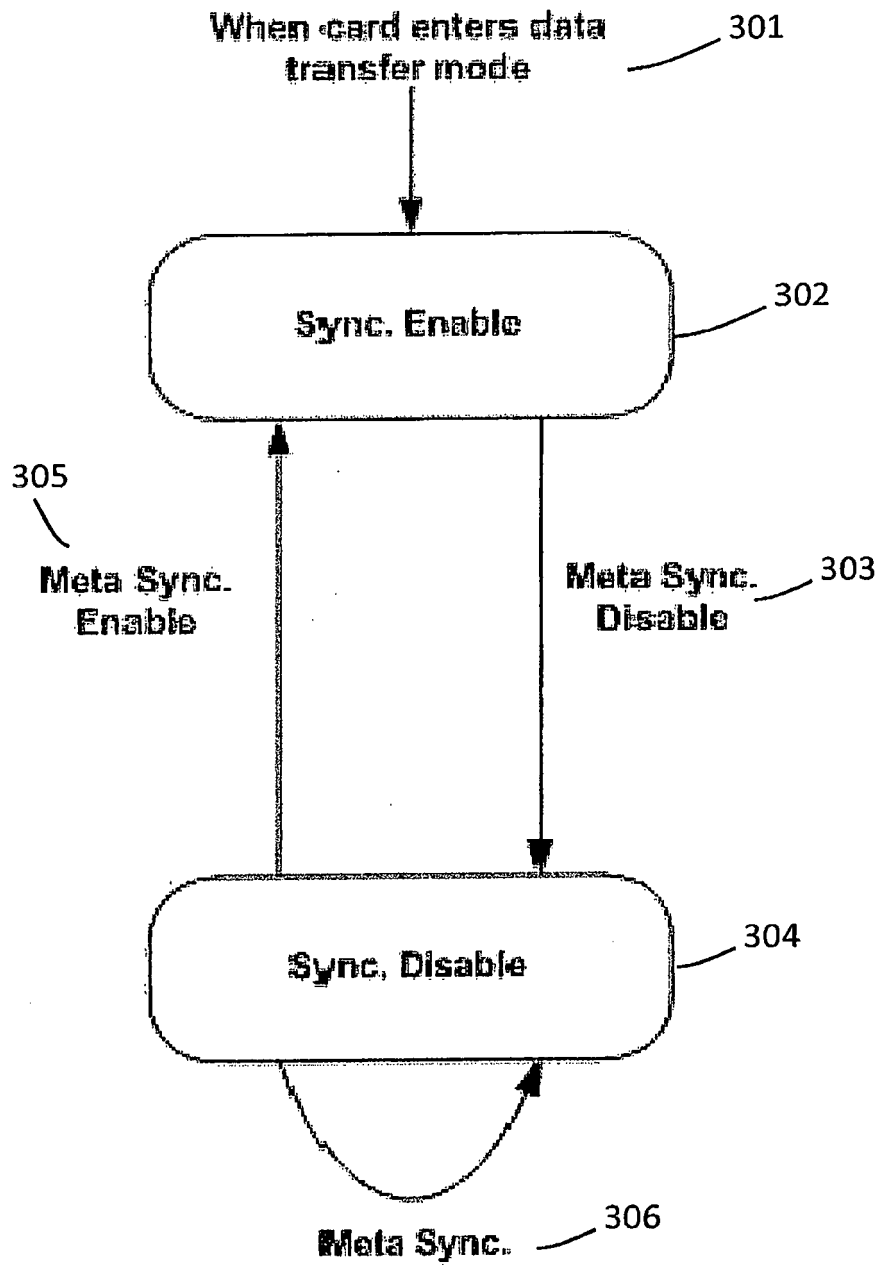 When card enters data
transfer mode
301
Sync. Enable
302
305
Meta Sync.
Enable
Meta Sync.
Disable
303
Sync. Disable
304
Meta Sync.
306